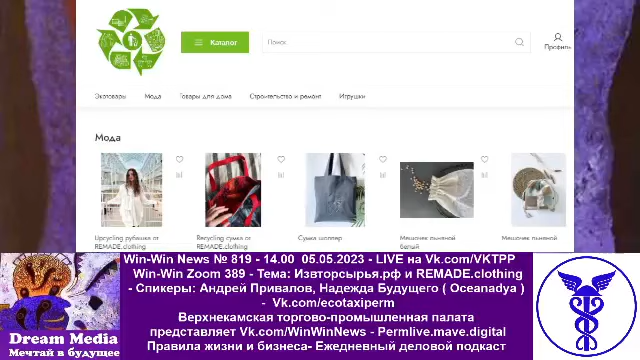 Каталог
Поиск
Профиль
Экотовары Мода Товары для дома Строительство и ремонт Игрушки
Мода
Upcycling рубашка от REMADE.clothing
Recycling сумка от REMADE.clothing
Сумка шоппер
Мешочек льняной белый
Мешочек льняной
Win-Win News № 819 - 14.00 05.05.2023 - LIVE на Vk.com/VKTPP
Win-Win Zoom 389 - Тема: Извторсырья.рф и REMADE.clothing
- Спикеры: Андрей Привалов, Надежда Будущего ( Oceanadya )
- Vk.com/ecotaxiperm
Верхнекамская торгово-промышленная палата
представляет Vk.com/WinWinNews - Permlive.mave.digital
Правила жизни и бизнеса- Ежедневный деловой подкаст
Dream Media
Мечтай в будущее